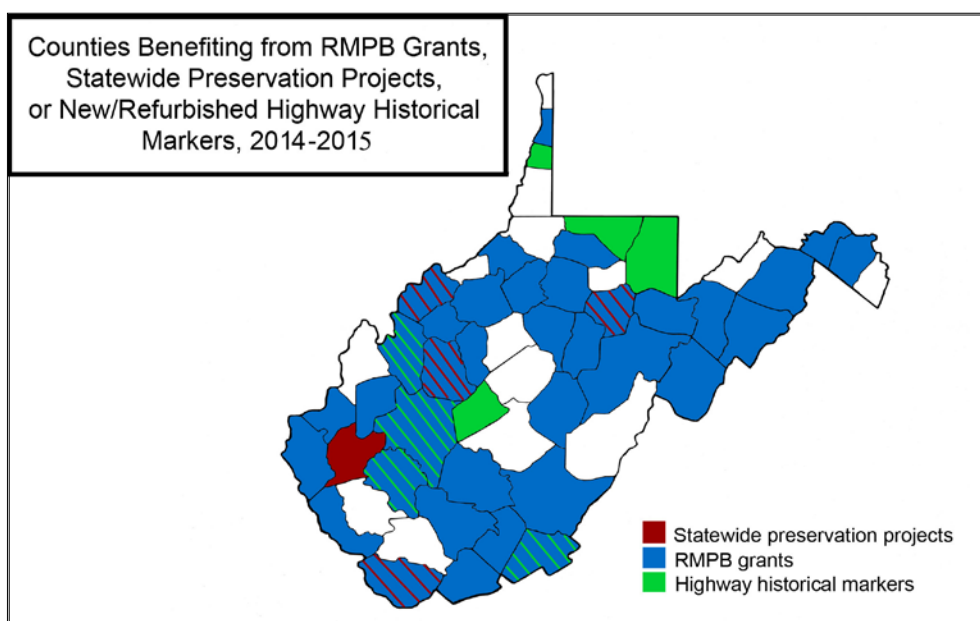 Counties Benefiting from RMPB Grants,
Statewide Preservation Projects,
or New/Refurbished Highway Historical
Markers, 2014-2015
Statewide preservation projects
RMPB grants
Highway historical markers